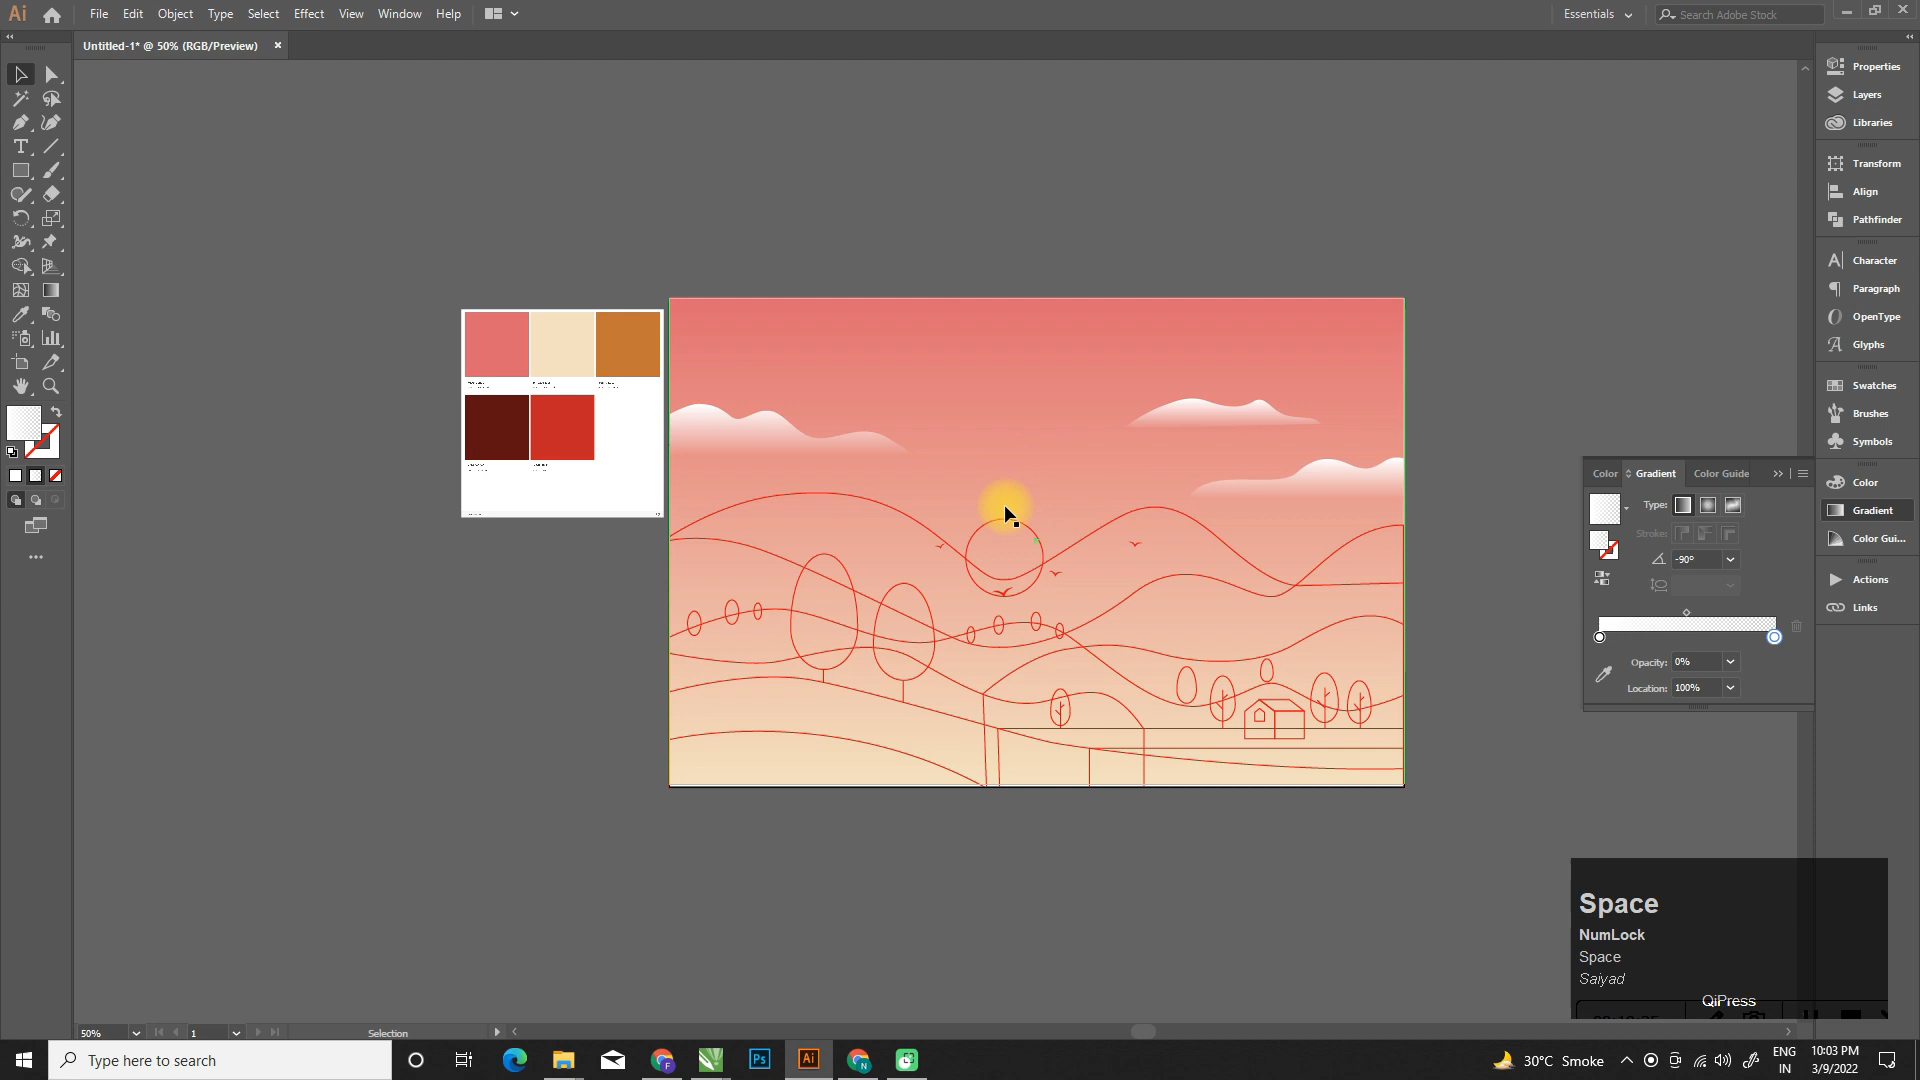 Ai
File
Edit
Object
Type
Select
Effect
View
Window
Help
Essentials
Search Adobe Stock
Untitled-1* @ 50% (RGB/Preview)
Properties
Layers
Libraries
Transform
Align
Pathfinder
Character
Paragraph
OpenType
Glyphs
Swatches
Brushes
Symbols
Color
Gradient
Color Gui...
Actions
Links
Color
Gradient
Color Guide
Type:
Stroke:
-90°
Opacity: 0%
Location: 100%
Space
NumLock
Space
Saiyad
QiPress
50%
1
Selection
Type here to search
Ps
Ai
F
N
30°C Smoke
ENG
IN
10:03 PM
3/9/2022